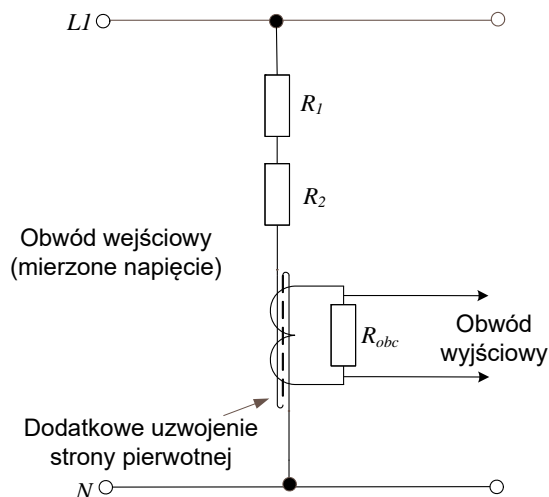 L1
R1
R2
Obwód wejściowy
(mierzone napięcie)
Robc
Obwód
wyjściowy
Dodatkowe uzwojenie
strony pierwotnej
N